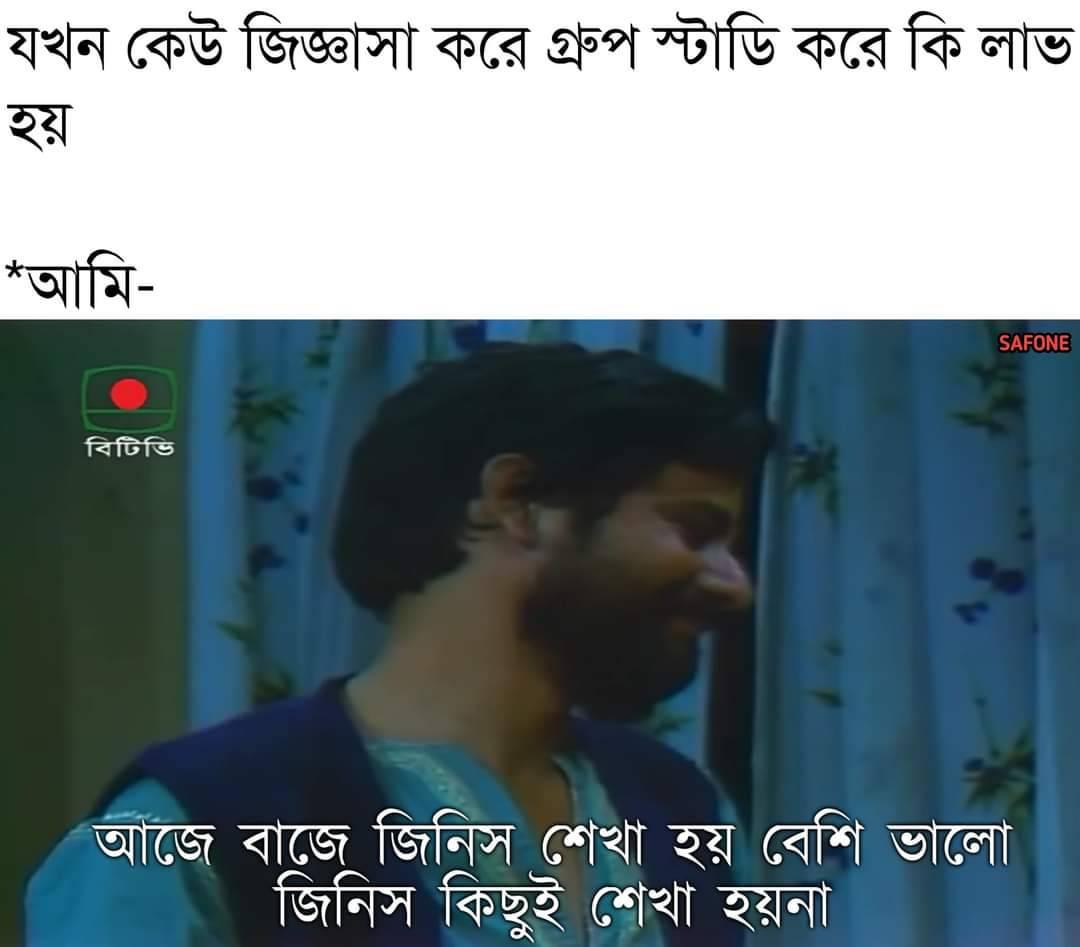 যখন কেউ জিজ্ঞাসা করে গ্রুপ স্টাডি করে কি লাভ
হয়
*আমি-
SAFONE
বিটিভি
আজে বাজে জিনিস শেখা হয় বেশি ভালো
জিনিস কিছুই শেখা হয়না